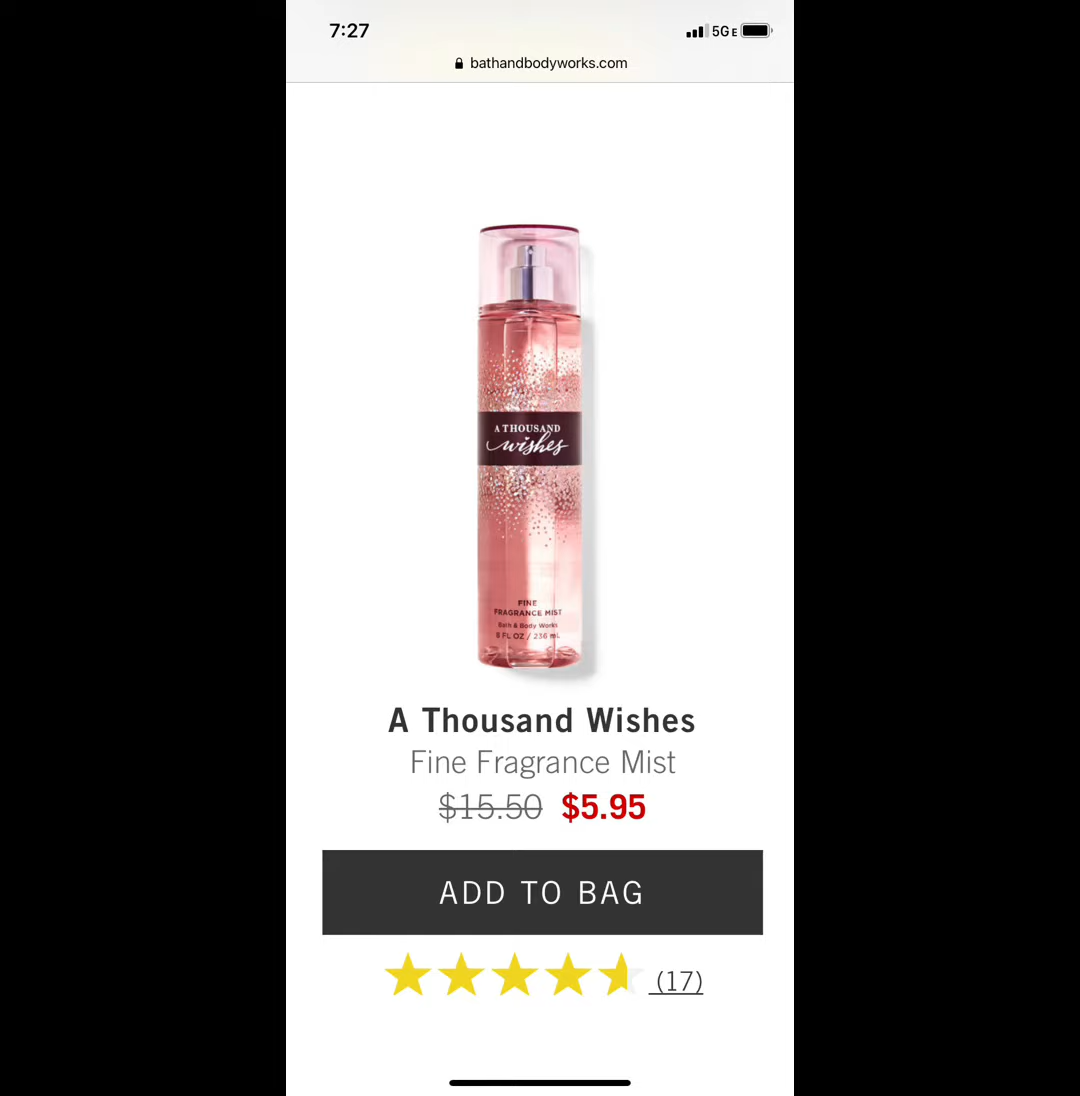 7:27
5G E
bathandbodyworks.com
A THOUSAND
wishes
FINE
FRAGRANCE MIST
Bath & Body Works
8 FL OZ / 236 mL
A Thousand Wishes
Fine Fragrance Mist
$15.50 $5.95
ADD TO BAG
(17)